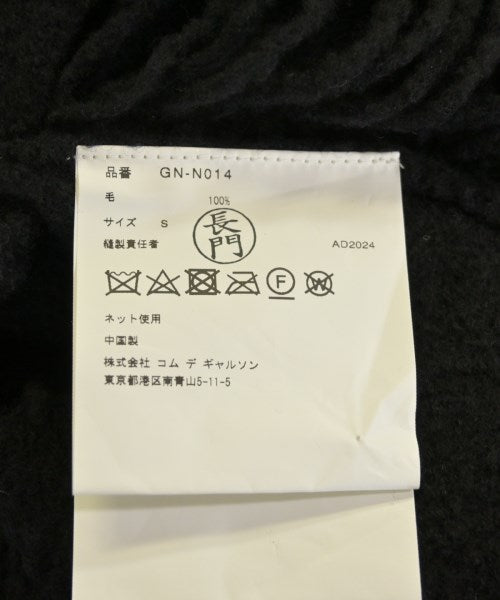 品番 GN-N014
毛 100%
サイズ S
縫製責任者 長門 AD2024
F W
ネット使用
中国製
株式会社 コム デ ギャルソン
東京都港区南青山5-11-5